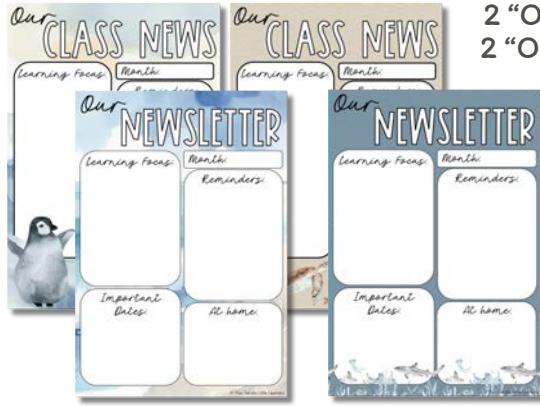 Our
CLASS NEWS
Learning Focus:
Month:
Our
CLASS NEWS
Learning Focus:
Month:
2 "O
2 "O
Our
NEWSLETTER
Learning Focus:
Month:
Reminders:
Important
Dates:
At home:
Our
NEWSLETTER
Learning Focus:
Month:
Reminders:
Important
Dates:
At home: